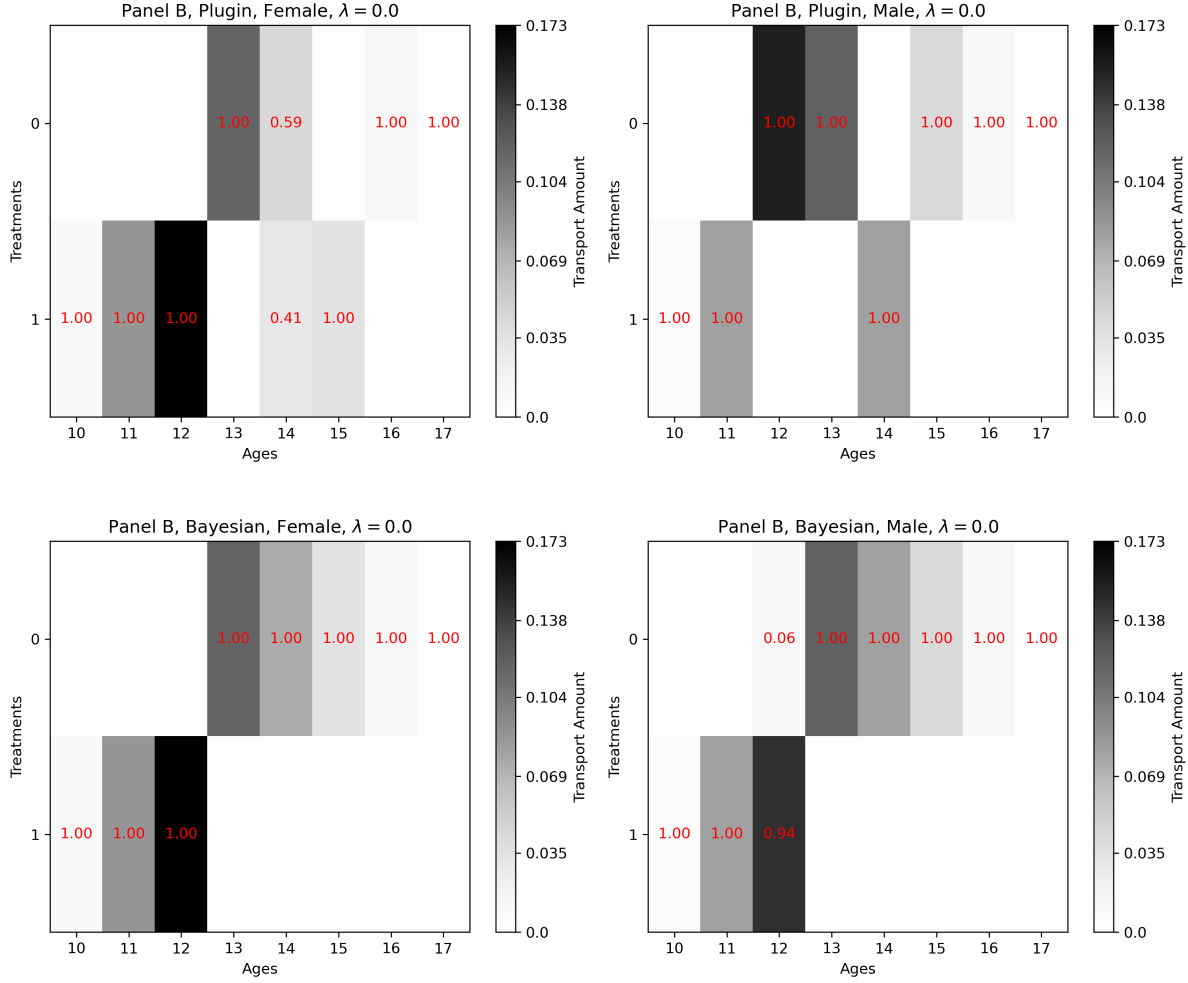 Panel B, Plugin, Female, λ = 0.0
Treatments
0
1
1.00 0.59 1.00 1.00
1.00 1.00 1.00 0.41 1.00
10 11 12 13 14 15 16 17
Ages
0.173
0.138
0.104
0.069
0.035
0.0
Transport Amount
Panel B, Plugin, Male, λ = 0.0
Treatments
0
1
1.00 1.00 1.00 1.00 1.00
1.00 1.00 1.00
10 11 12 13 14 15 16 17
Ages
0.173
0.138
0.104
0.069
0.035
0.0
Transport Amount
Panel B, Bayesian, Female, λ = 0.0
Treatments
0
1
1.00 1.00 1.00 1.00 1.00
1.00 1.00 1.00
10 11 12 13 14 15 16 17
Ages
0.173
0.138
0.104
0.069
0.035
0.0
Transport Amount
Panel B, Bayesian, Male, λ = 0.0
Treatments
0
1
0.06 1.00 1.00 1.00 1.00 1.00
1.00 1.00 0.94
10 11 12 13 14 15 16 17
Ages
0.173
0.138
0.104
0.069
0.035
0.0
Transport Amount